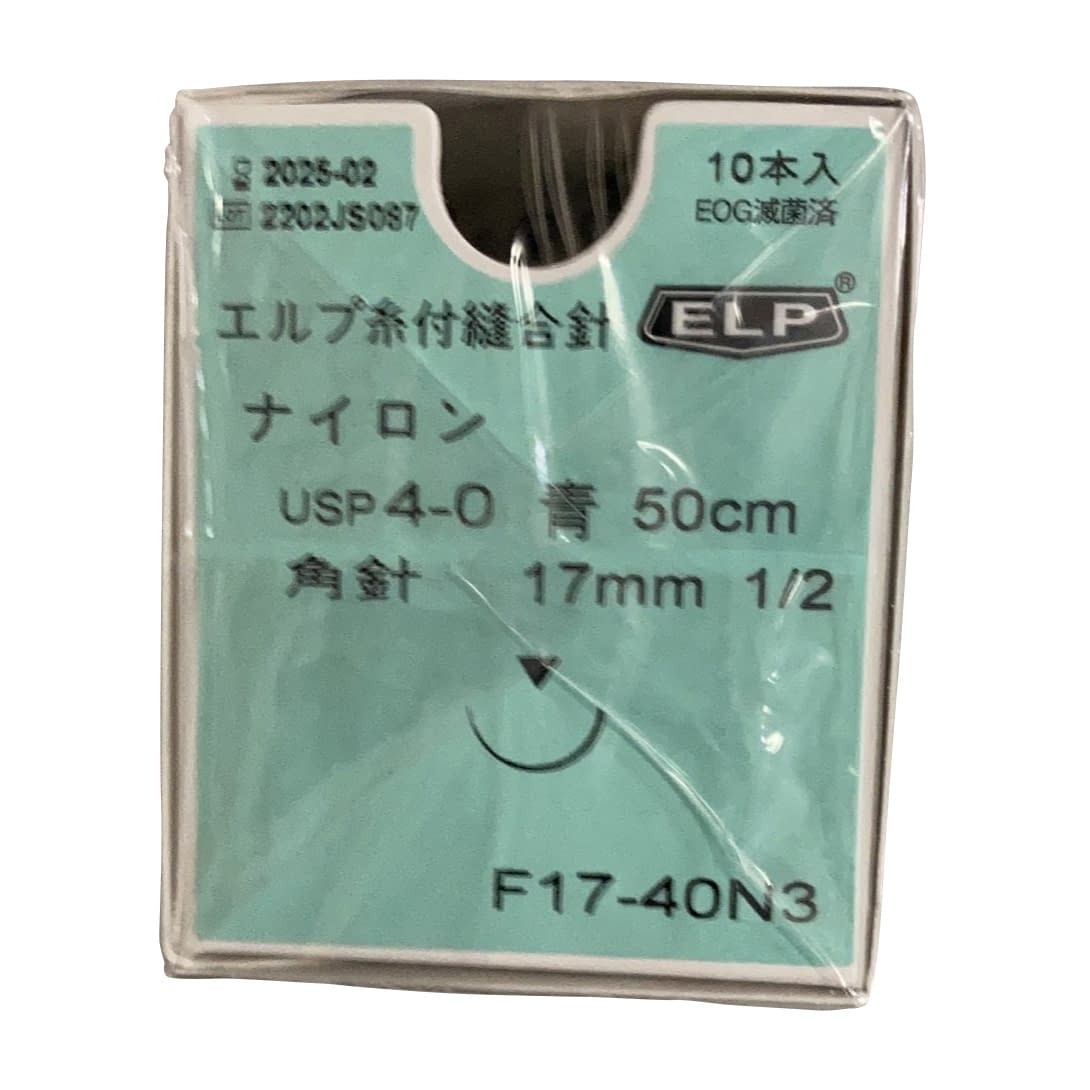 2025-02
LOT 2202JS087
10本入
EOG滅菌済
エルプ糸付縫合針
ELP®
ナイロン
USP 4-0 青 50cm
角針 17mm 1/2
F17-40N3